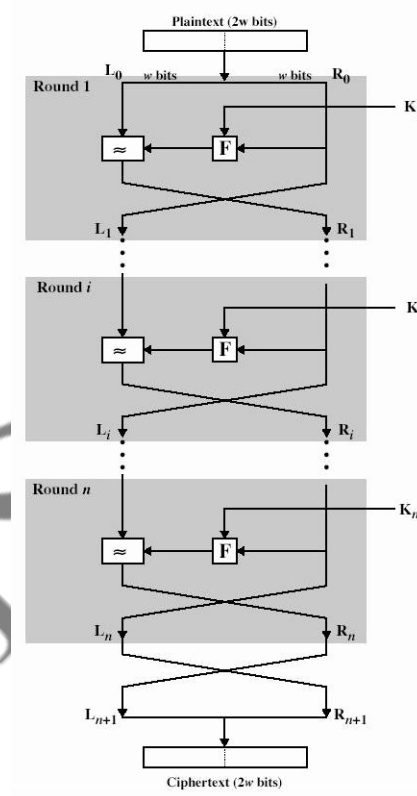 Plaintext (2w bits)
L0 w bits w bits R0
Round 1
K
≈ F
L1 R1
Round i
K
≈ F
Li Ri
Round n
Kn
≈ F
Ln Rn
Ln+1 Rn+1
Ciphertext (2w bits)